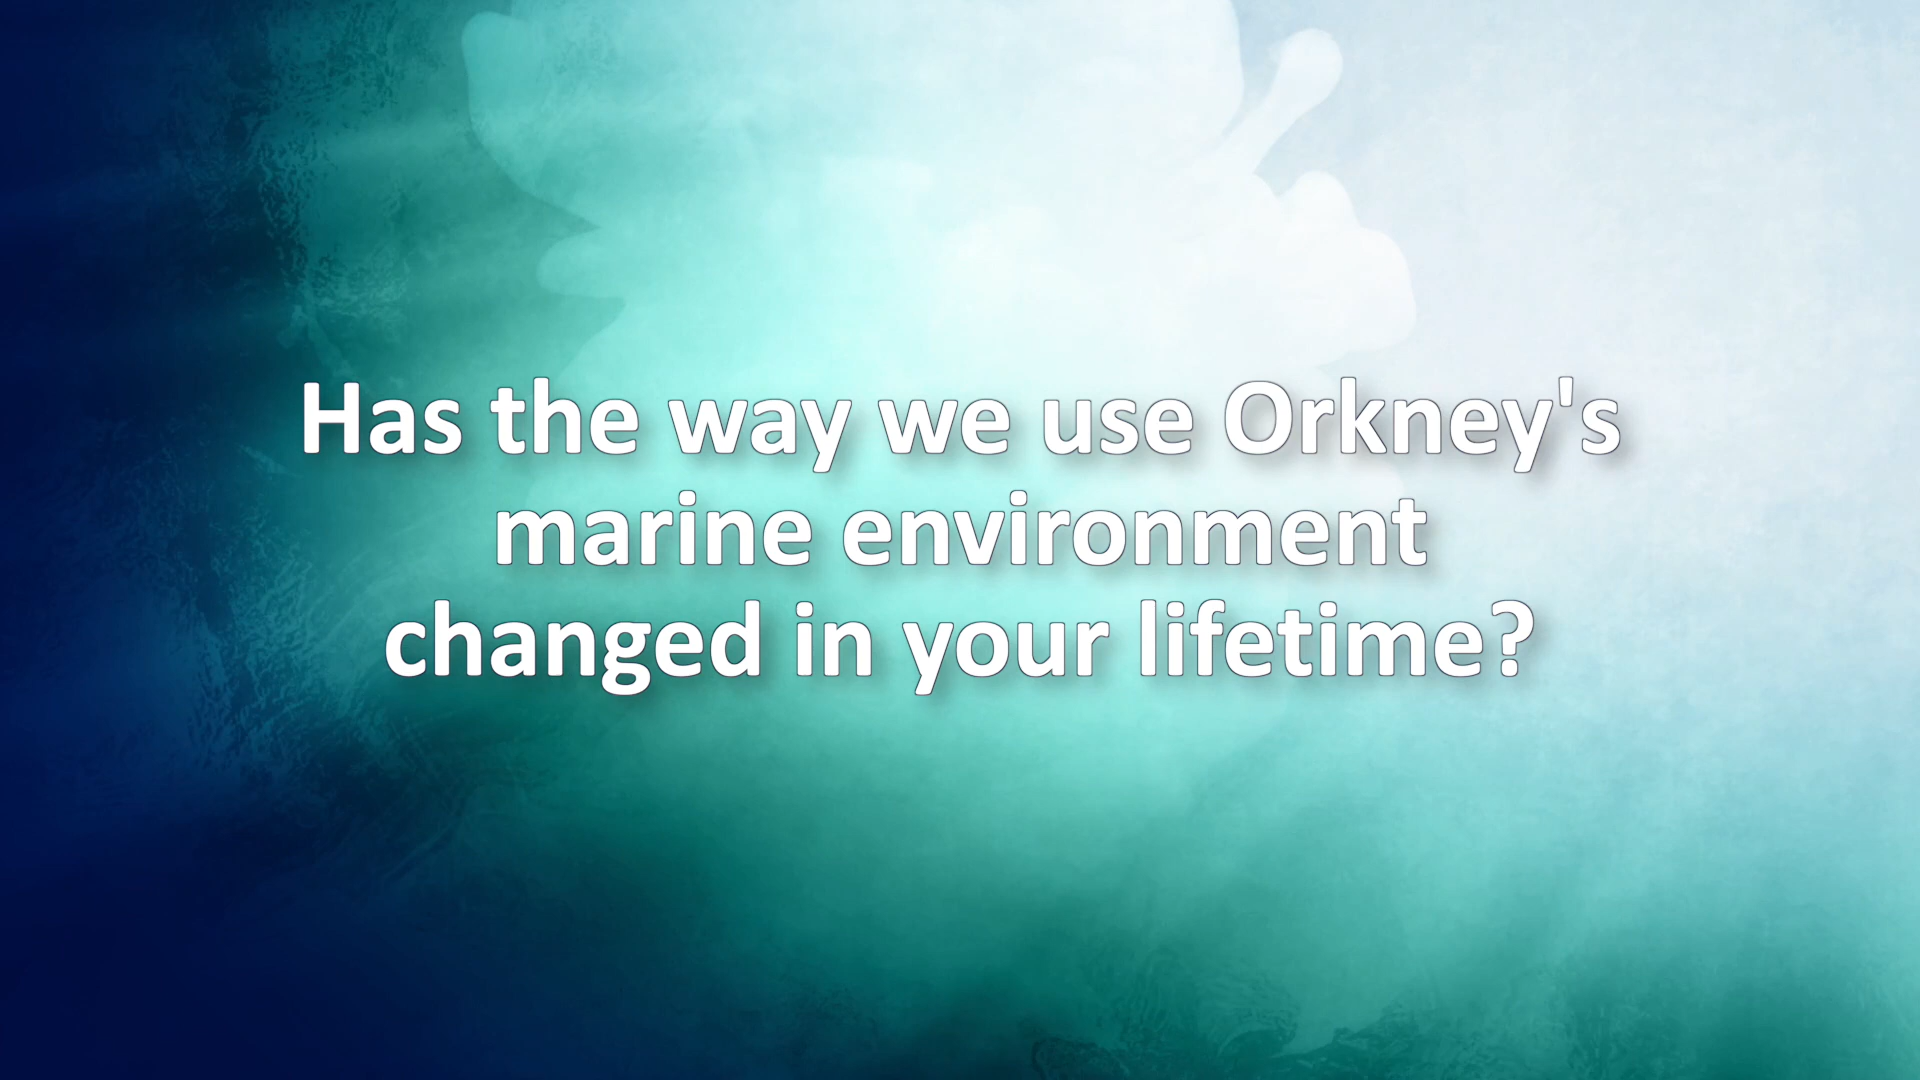 Has the way we use Orkney's
marine environment
changed in your lifetime?